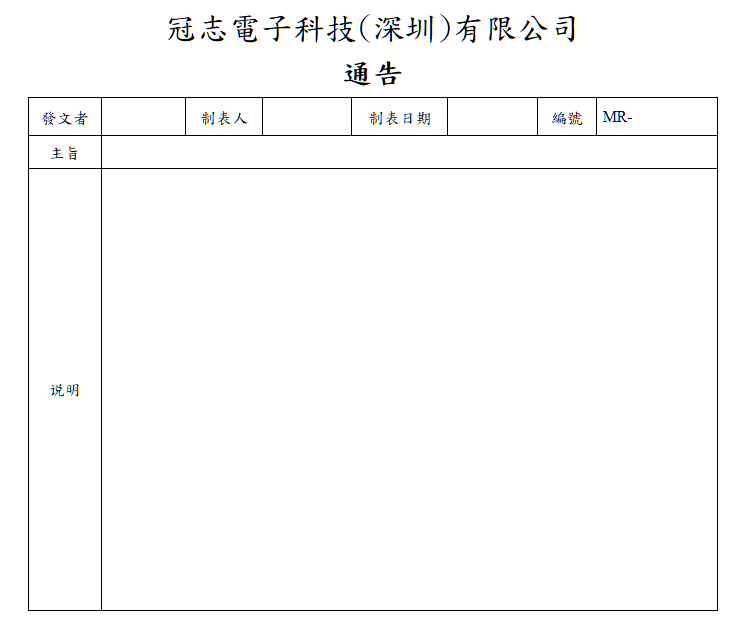 冠志電子科技(深圳)有限公司
通告
發文者 制表人 制表日期 編號 MR-
主旨
说明